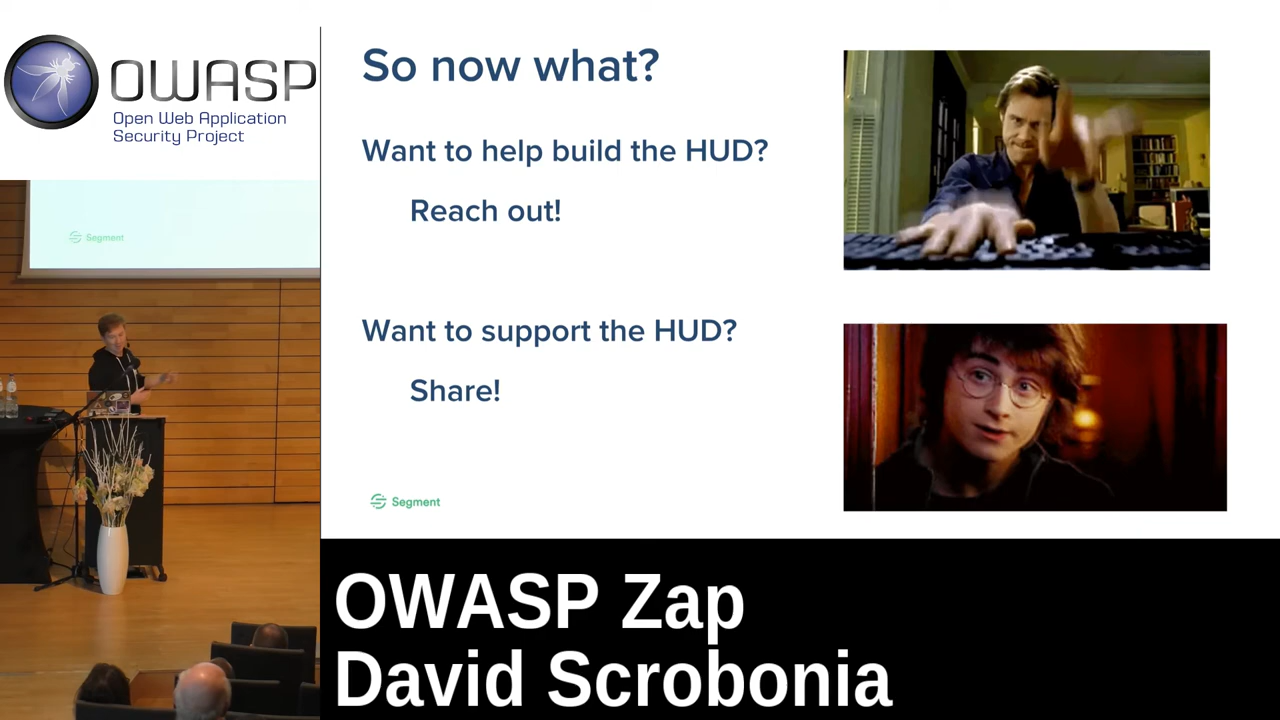 OWASP
Open Web Application
Security Project
Segment
So now what?
Want to help build the HUD?
Reach out!
Want to support the HUD?
Share!
Segment
OWASP Zap
David Scrobonia